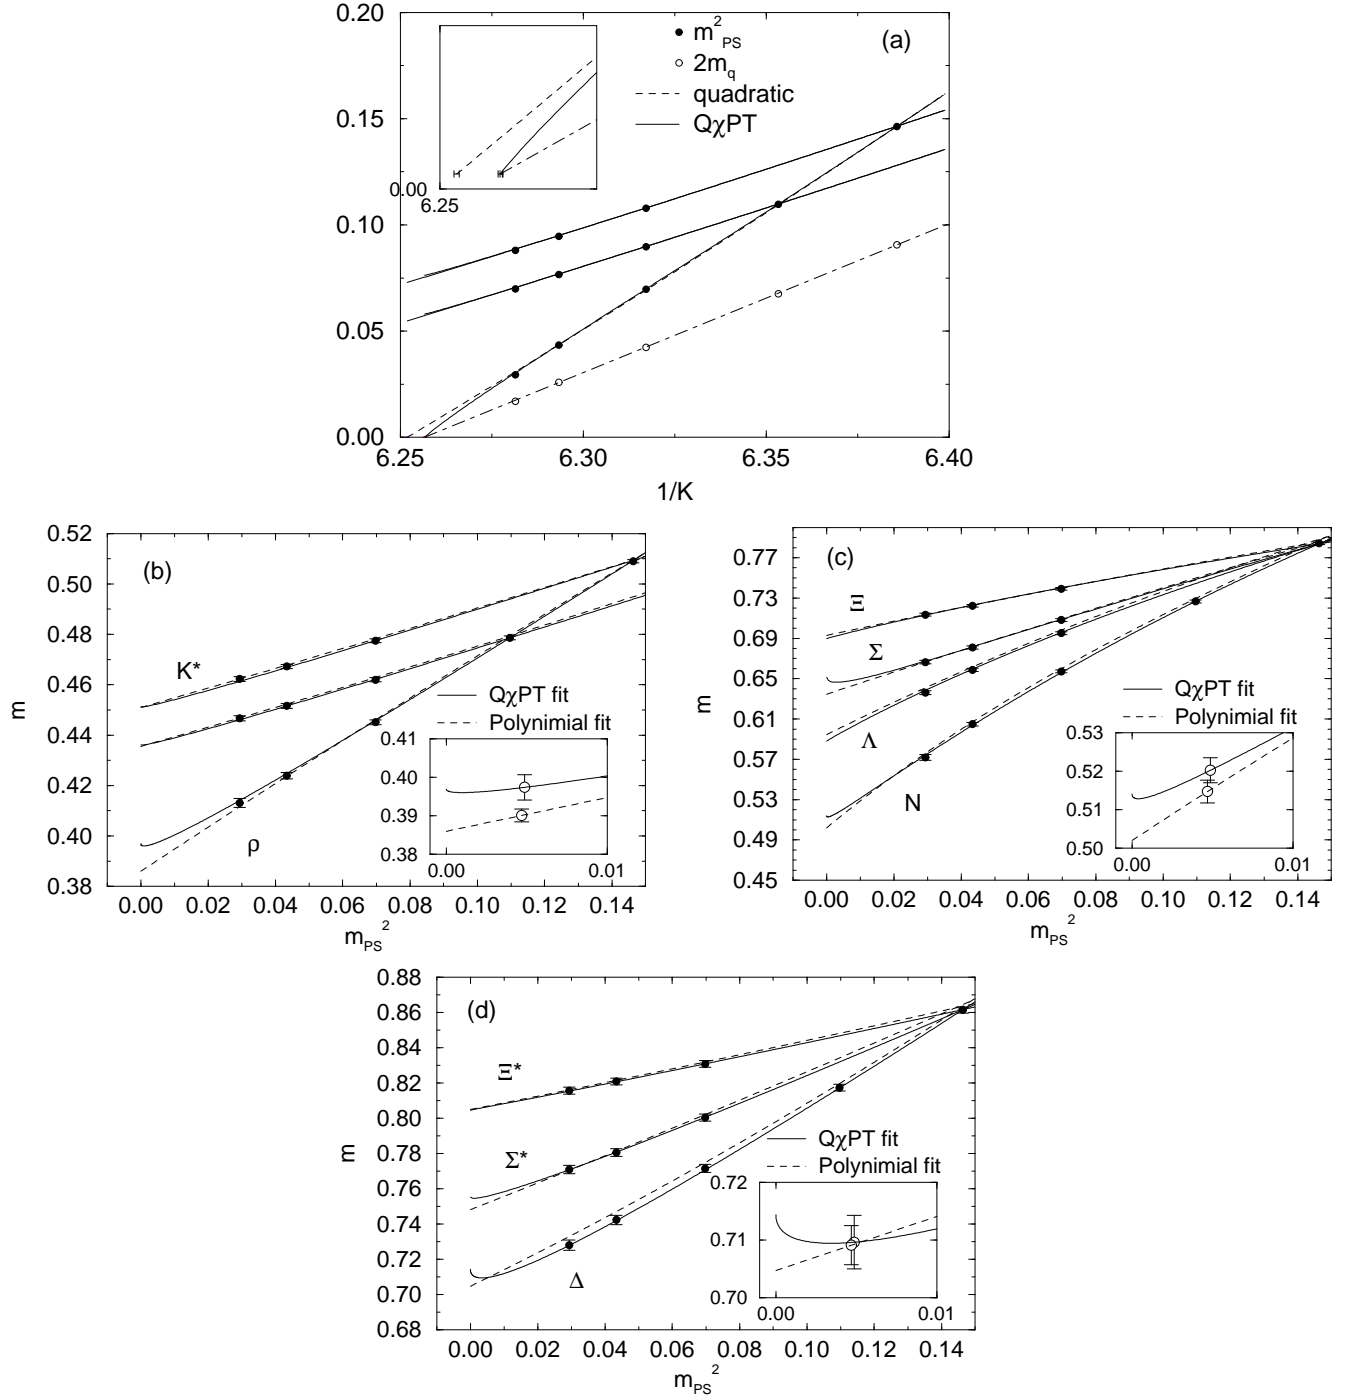 0.20
0.15
0.10
0.05
0.00
6.25 6.30 6.35 6.40
1/K
(a)
m²PS
2mq
quadratic
QχPT
0.00
6.25
0.52
0.50
0.48
0.46
0.44
0.42
0.40
0.38
m
0.00 0.02 0.04 0.06 0.08 0.10 0.12 0.14
mPS²
(b)
K*
ρ
QχPT fit
Polynimial fit
0.41
0.40
0.39
0.38
0.00 0.01
0.77
0.73
0.69
0.65
0.61
0.57
0.53
0.49
0.45
m
0.00 0.02 0.04 0.06 0.08 0.10 0.12 0.14
mPS²
(c)
Ξ
Σ
Λ
N
QχPT fit
Polynimial fit
0.53
0.52
0.51
0.50
0.00 0.01
0.88
0.86
0.84
0.82
0.80
0.78
0.76
0.74
0.72
0.70
0.68
m
0.00 0.02 0.04 0.06 0.08 0.10 0.12 0.14
mPS²
(d)
Ξ*
Σ*
Δ
QχPT fit
Polynimial fit
0.72
0.71
0.70
0.00 0.01